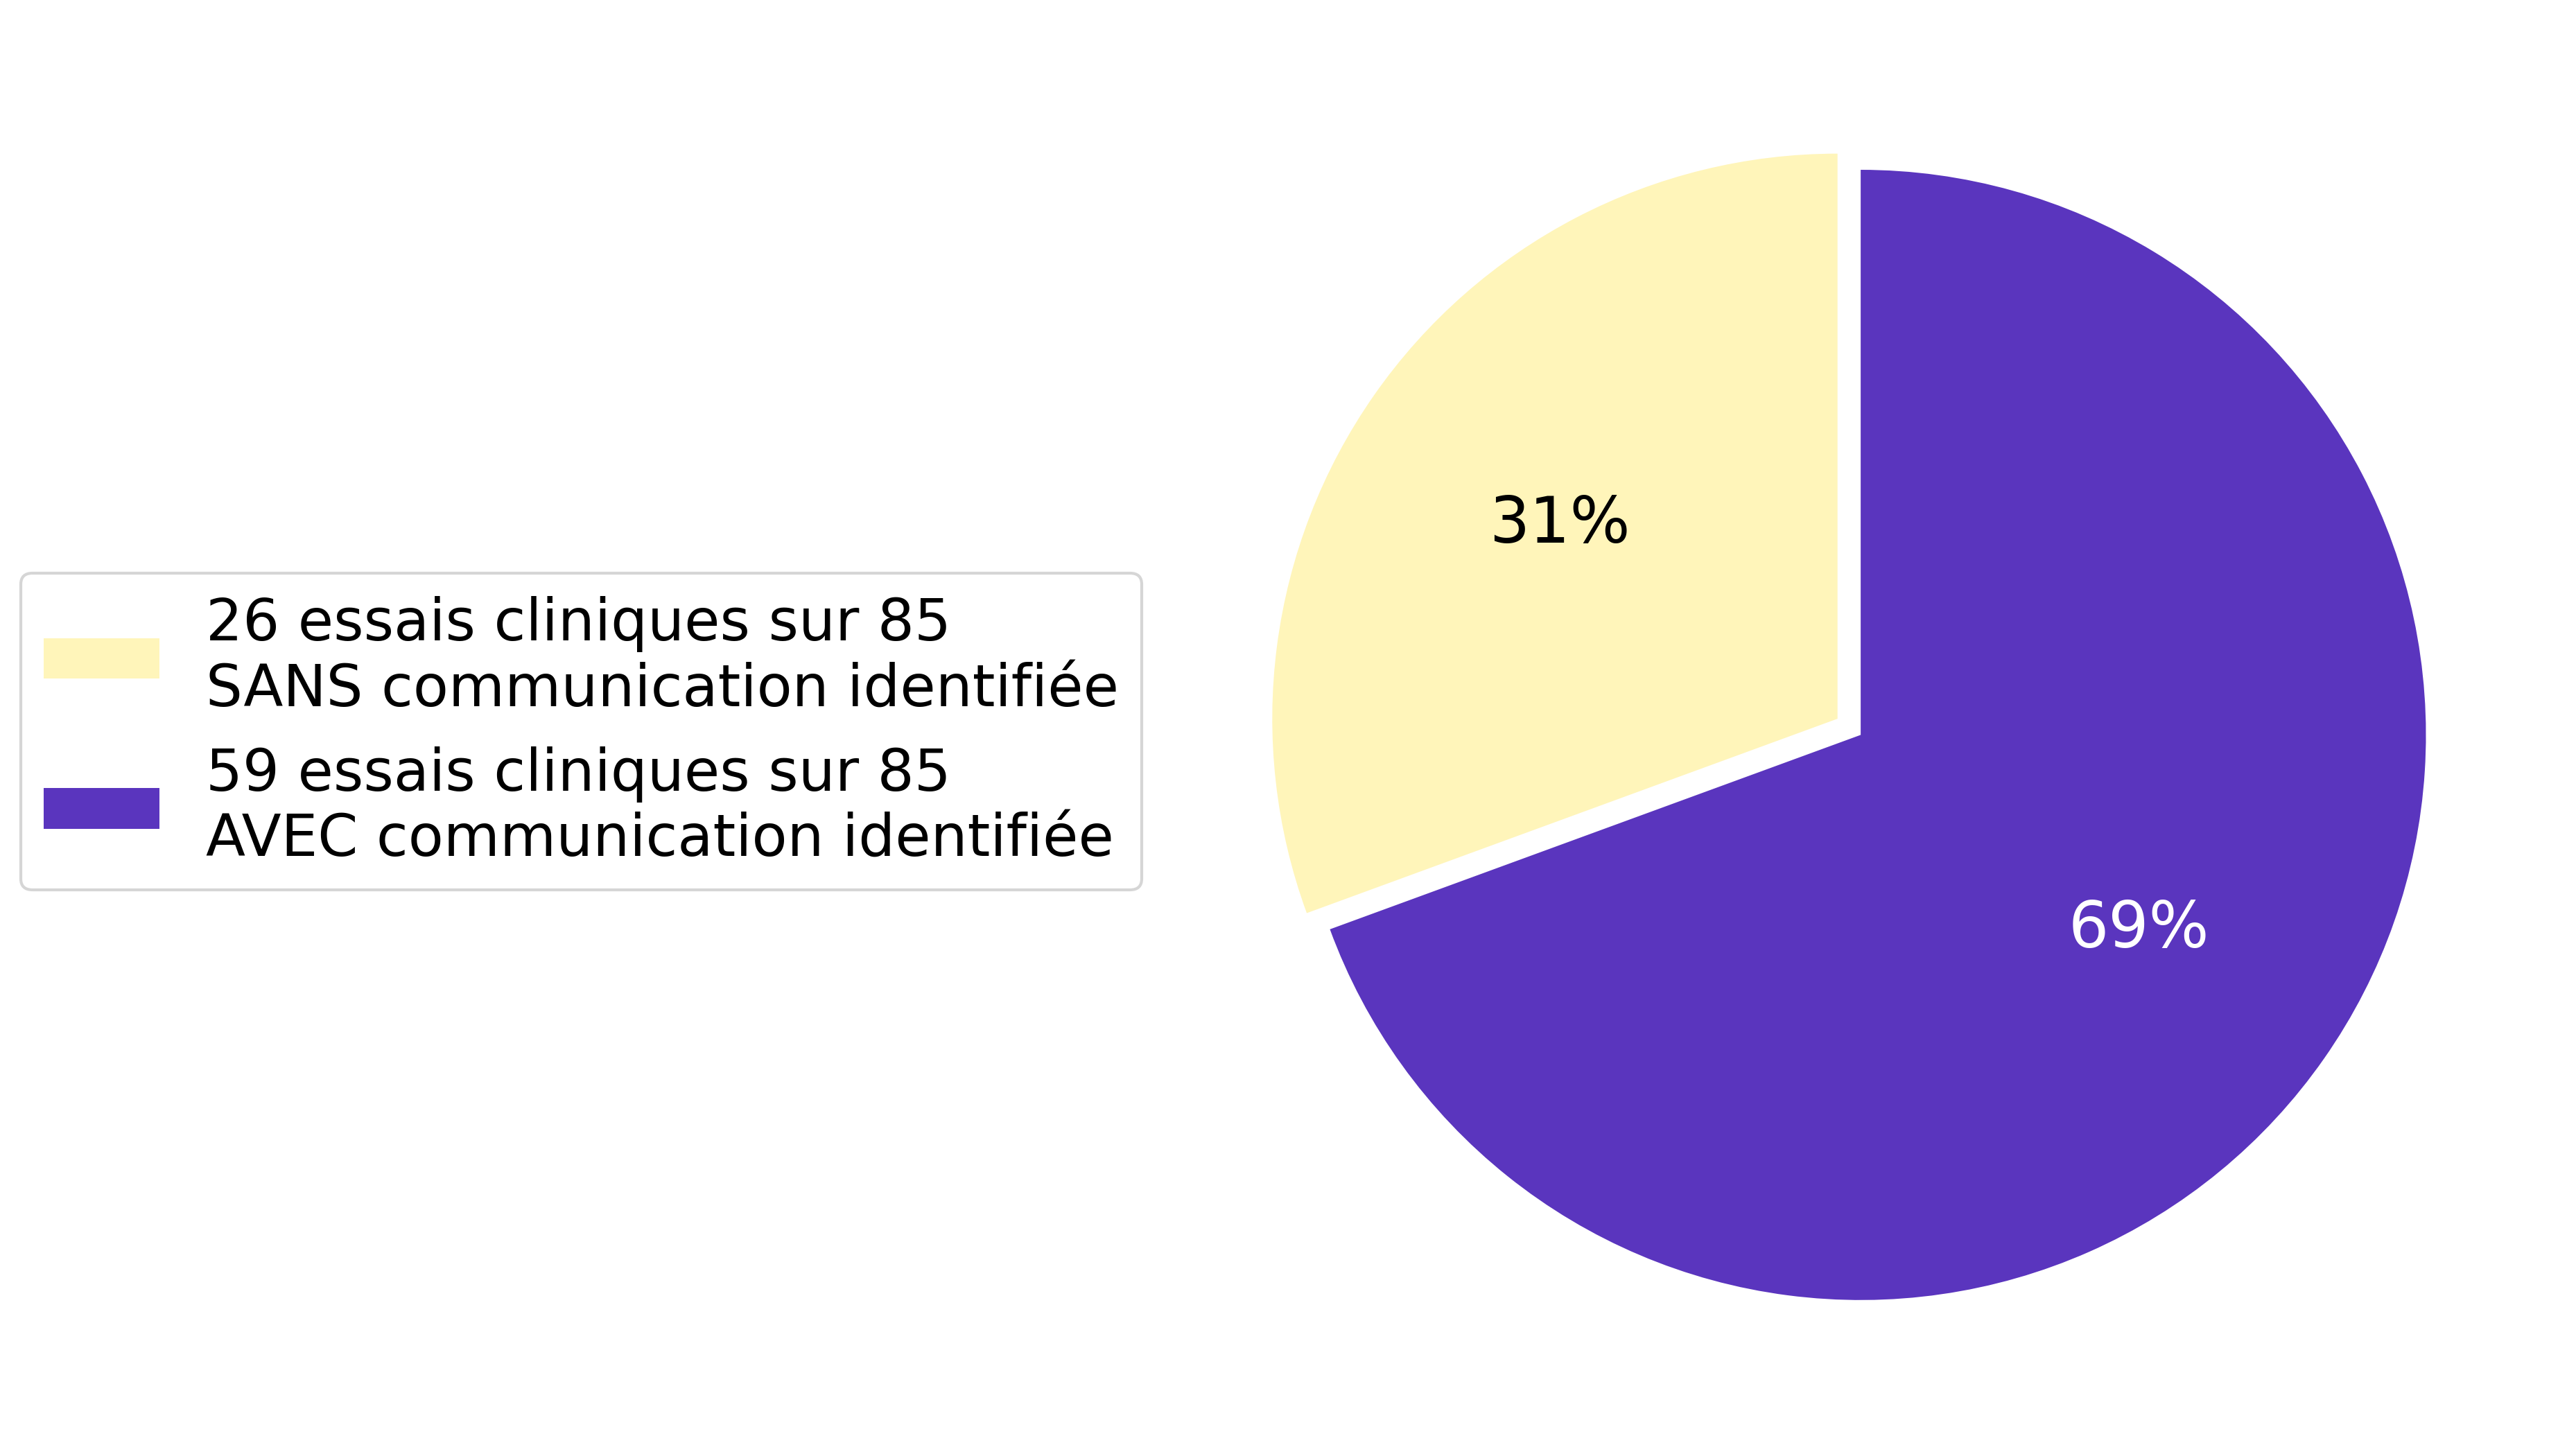 26 essais cliniques sur 85
SANS communication identifiée
59 essais cliniques sur 85
AVEC communication identifiée
31%
69%